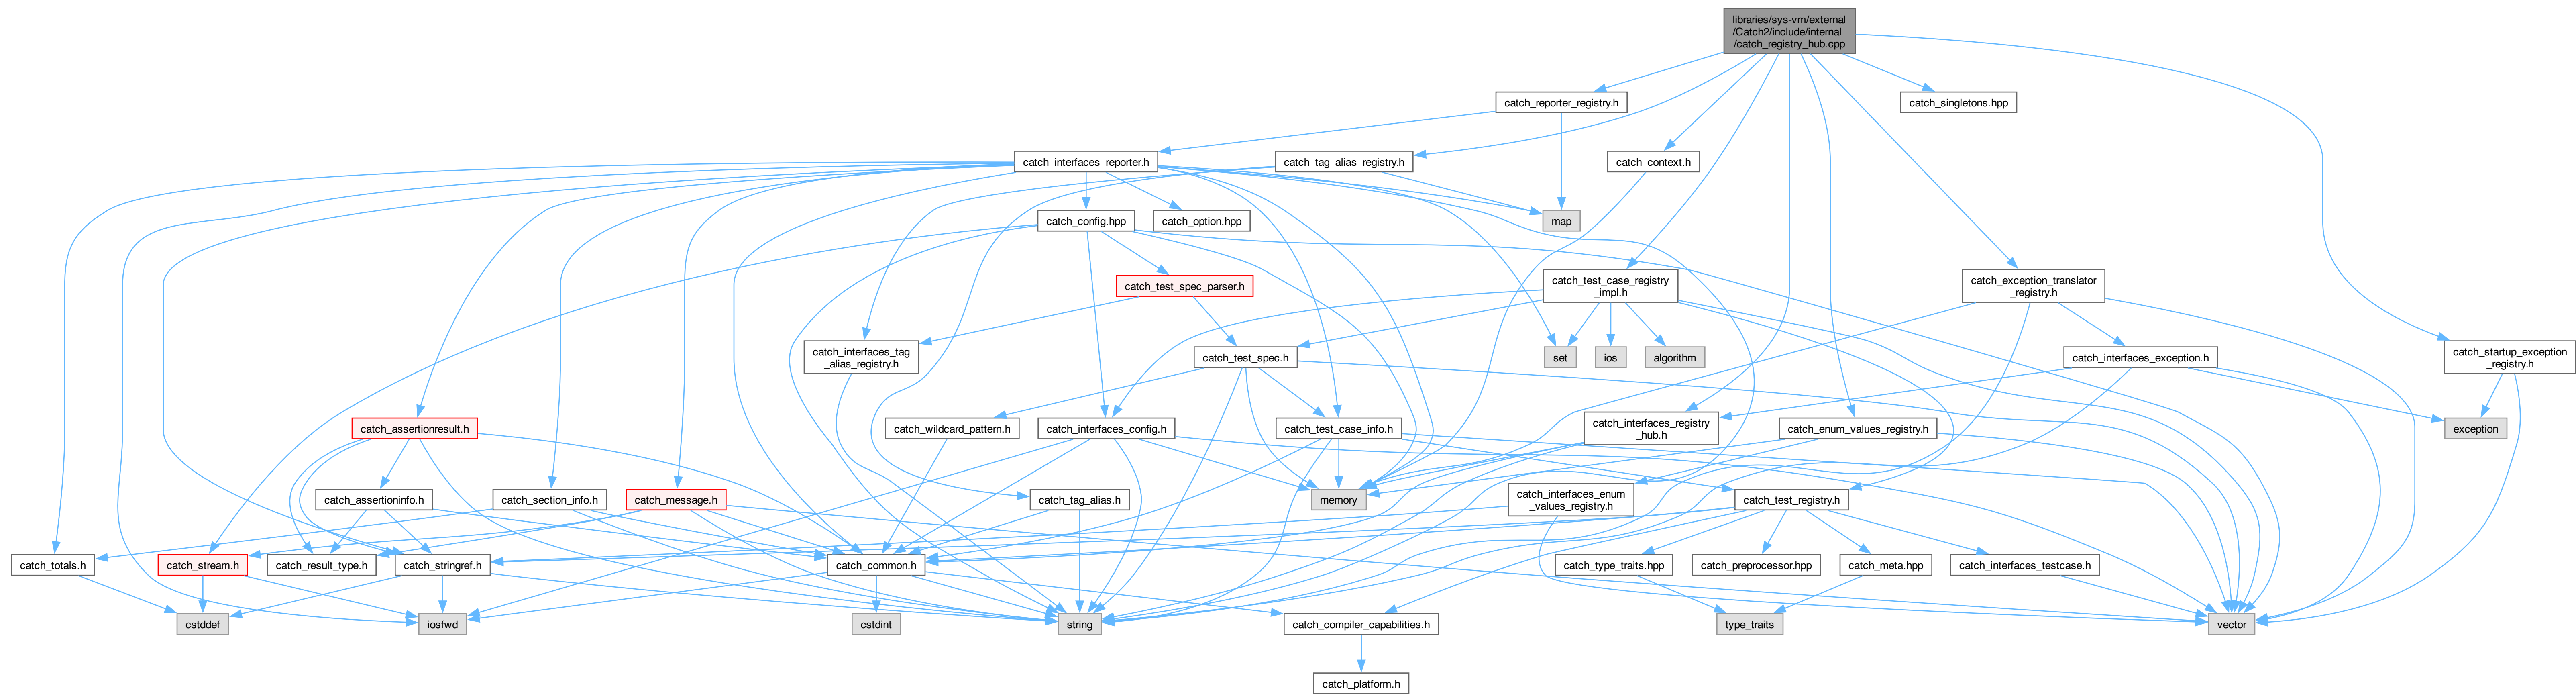 libraries/sys-vm/external
/Catch2/include/internal
/catch_registry_hub.cpp
catch_reporter_registry.h
catch_singletons.hpp
catch_interfaces_reporter.h
catch_tag_alias_registry.h
catch_context.h
catch_config.hpp
catch_option.hpp
map
catch_test_spec_parser.h
catch_test_case_registry
_impl.h
catch_exception_translator
_registry.h
catch_interfaces_tag
_alias_registry.h
catch_test_spec.h
set
ios
algorithm
catch_interfaces_exception.h
catch_startup_exception
_registry.h
catch_assertionresult.h
catch_wildcard_pattern.h
catch_interfaces_config.h
catch_test_case_info.h
catch_interfaces_registry
_hub.h
catch_enum_values_registry.h
exception
catch_assertioninfo.h
catch_section_info.h
catch_message.h
catch_tag_alias.h
memory
catch_interfaces_enum
_values_registry.h
catch_test_registry.h
catch_totals.h
catch_stream.h
catch_result_type.h
catch_stringref.h
catch_common.h
catch_type_traits.hpp
catch_preprocessor.hpp
catch_meta.hpp
catch_interfaces_testcase.h
cstddef
iosfwd
cstdint
string
catch_compiler_capabilities.h
type_traits
vector
catch_platform.h